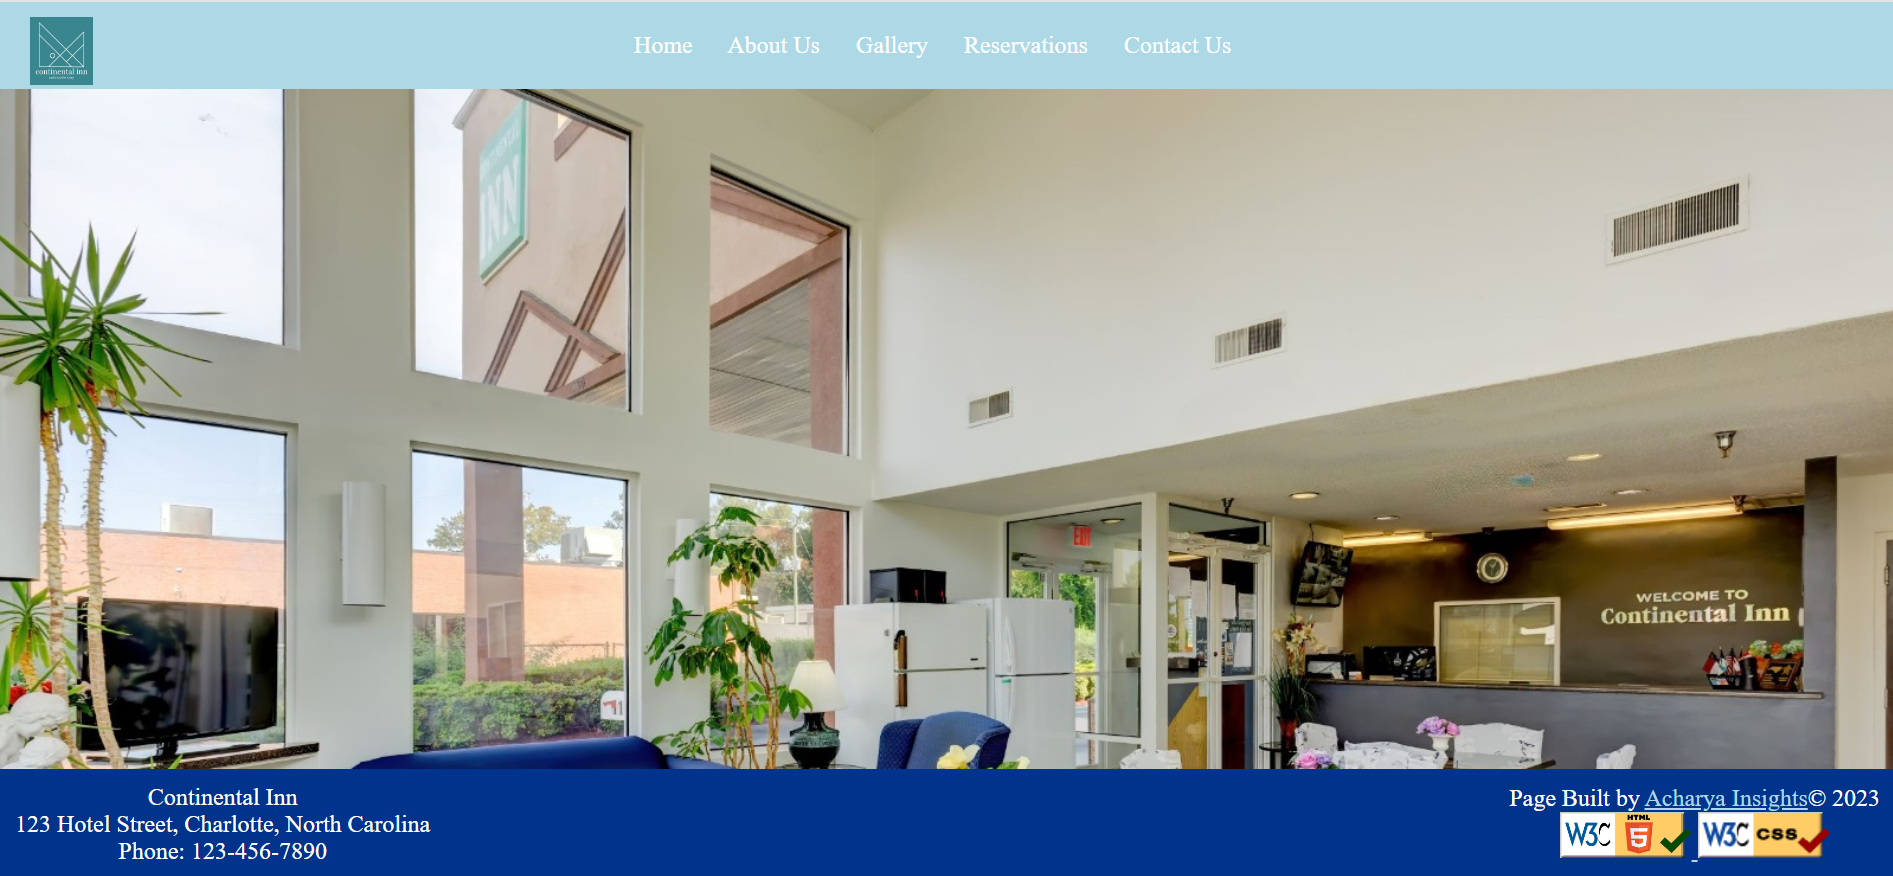 continental inn
Home
About Us
Gallery
Reservations
Contact Us
INN
EXIT
WELCOME TO
Continental Inn
Continental Inn
123 Hotel Street, Charlotte, North Carolina
Phone: 123-456-7890
Page Built by Acharya Insights© 2023
W3C HTML 5
W3C CSS